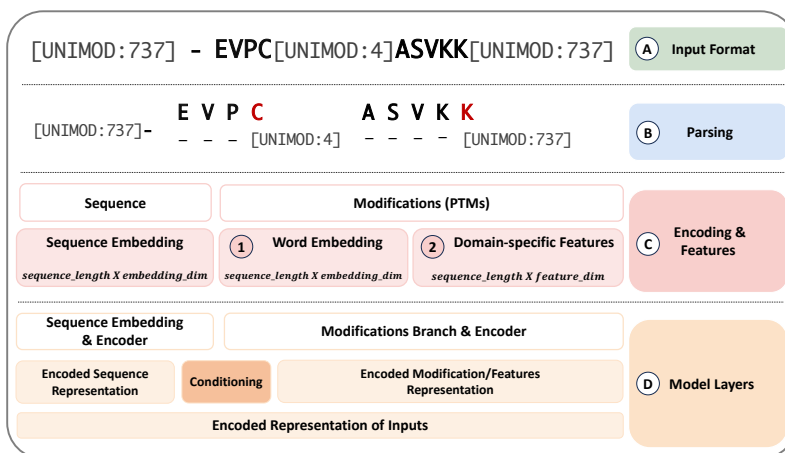 [UNIMOD:737] - EVPC[UNIMOD:4]ASVKK[UNIMOD:737]
A Input Format
E V P C A S V K K
[UNIMOD:737]- - - - [UNIMOD:4] - - - - [UNIMOD:737]
B Parsing
Sequence Modifications (PTMs)
Sequence Embedding
sequence_length X embedding_dim
1 Word Embedding
sequence_length X embedding_dim
2 Domain-specific Features
sequence_length X feature_dim
C Encoding &
Features
Sequence Embedding
& Encoder
Modifications Branch & Encoder
Encoded Sequence
Representation
Conditioning
Encoded Modification/Features
Representation
D Model Layers
Encoded Representation of Inputs